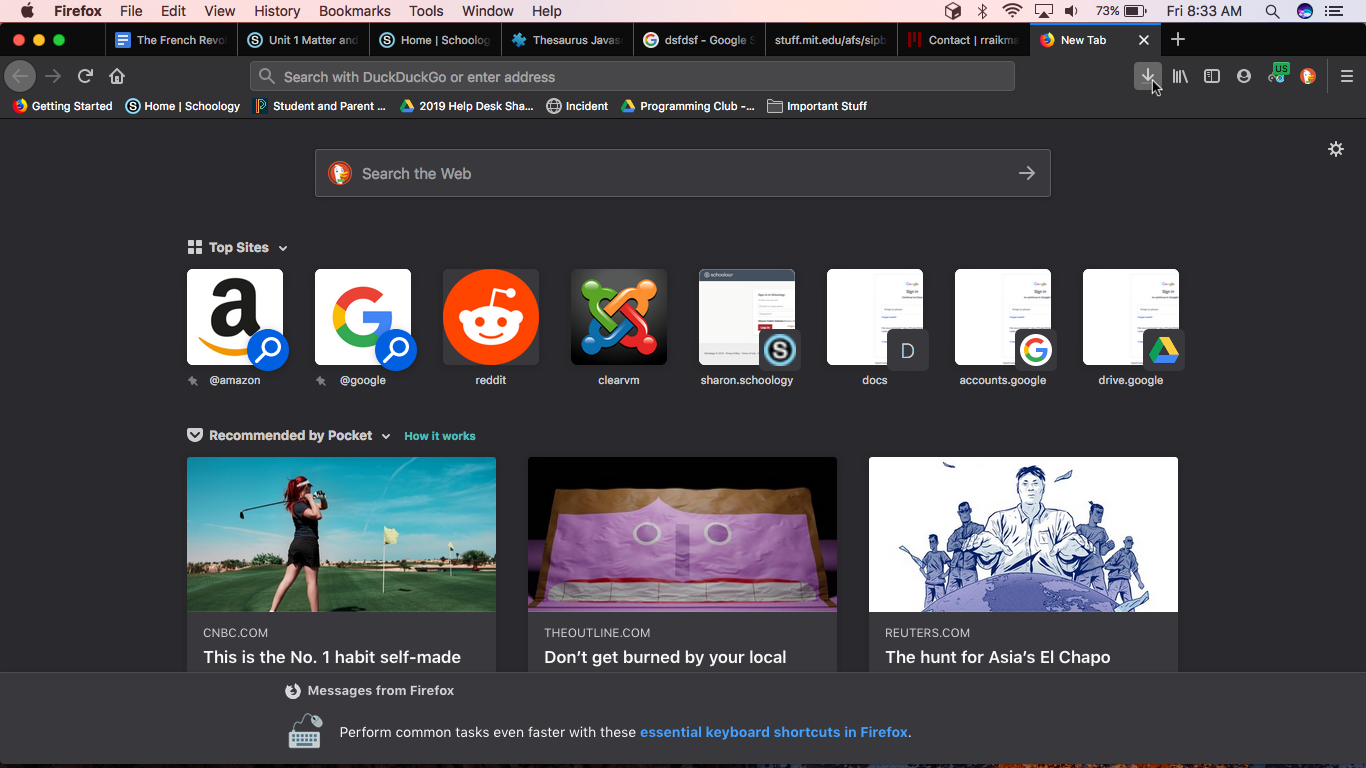 Firefox File Edit View History Bookmarks Tools Window Help 73% Fri 8:33 AM
The French Revol Unit 1 Matter and Home | Schoolog Thesaurus Javas dsfdsf - Google S stuff.mit.edu/afs/sipb Contact | rraikma New Tab
Search with DuckDuckGo or enter address US
Getting Started Home | Schoology Student and Parent ... 2019 Help Desk Sha... Incident Programming Club -... Important Stuff
Search the Web
Top Sites
@amazon @google reddit clearvm sharon.schoology docs accounts.google drive.google
Recommended by Pocket How it works
CNBC.COM THEOUTLINE.COM REUTERS.COM
This is the No. 1 habit self-made Don’t get burned by your local The hunt for Asia’s El Chapo
Messages from Firefox
Perform common tasks even faster with these essential keyboard shortcuts in Firefox.